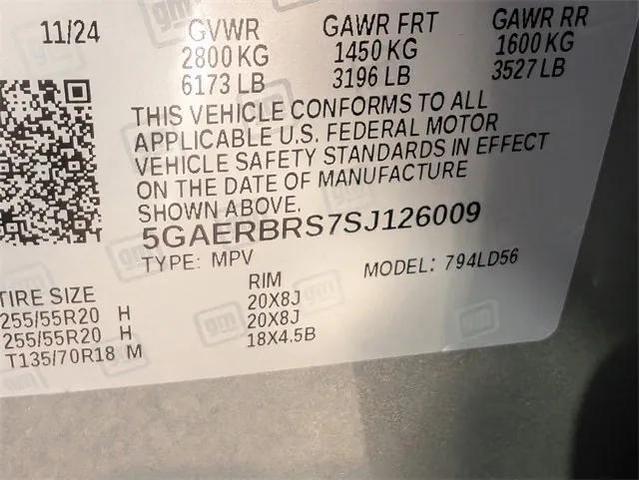 11/24 GVWR GAWR FRT GAWR RR
2800 KG 1450 KG 1600 KG
6173 LB 3196 LB 3527 LB
THIS VEHICLE CONFORMS TO ALL
APPLICABLE U.S. FEDERAL MOTOR
VEHICLE SAFETY STANDARDS IN EFFECT
ON THE DATE OF MANUFACTURE
SHOWN ABOVE.
5GAERBRS7SJ126009
TYPE: MPV MODEL: 794LD56
TIRE SIZE RIM
255/55R20 H 20X8J
255/55R20 H 20X8J
T135/70R18 M 18X4.5B
gm